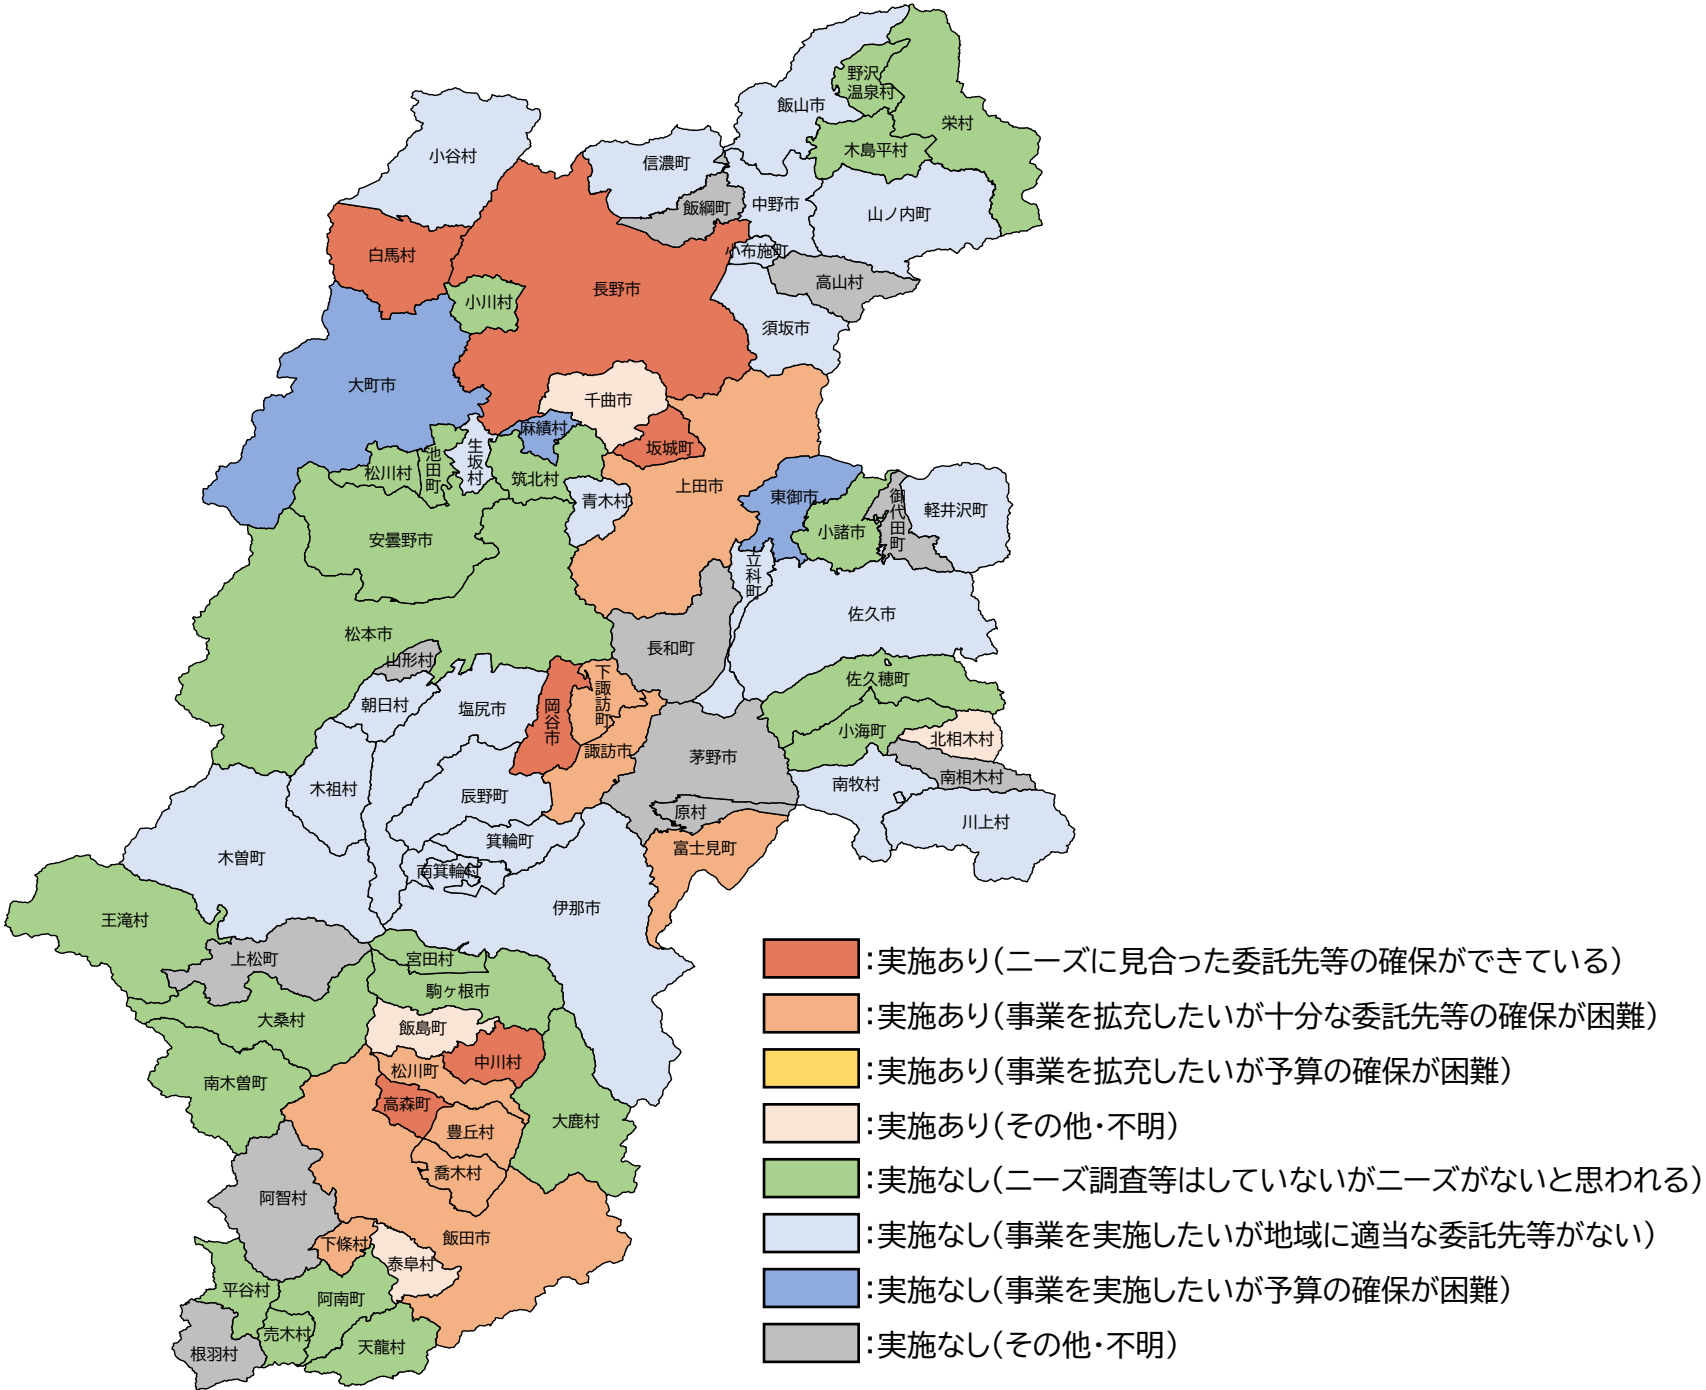 野沢
温泉村
飯山市
栄村
木島平村
小谷村
信濃町
飯綱町
中野市
山ノ内町
白馬村
小布施町
高山村
長野市
小川村
須坂市
大町市
千曲市
麻績村
坂城町
生坂村
池田町
松川村
筑北村
上田市
青木村
東御市
小諸市
御代田町
軽井沢町
安曇野市
立科町
佐久市
松本市
長和町
山形村
下諏訪町
佐久穂町
朝日村
塩尻市
岡谷市
小海町
北相木村
諏訪市
茅野市
南相木村
木祖村
辰野町
南牧村
原村
川上村
箕輪町
富士見町
木曽町
南箕輪村
伊那市
王滝村
上松町
宮田村
駒ヶ根市
大桑村
飯島町
中川村
松川町
南木曽町
高森町
大鹿村
豊丘村
喬木村
阿智村
飯田市
下條村
泰阜村
平谷村
阿南町
売木村
天龍村
根羽村
：実施あり（ニーズに見合った委託先等の確保ができている）
：実施あり（事業を拡充したいが十分な委託先等の確保が困難）
：実施あり（事業を拡充したいが予算の確保が困難）
：実施あり（その他・不明）
：実施なし（ニーズ調査等はしていないがニーズがないと思われる）
：実施なし（事業を実施したいが地域に適当な委託先等がない）
：実施なし（事業を実施したいが予算の確保が困難）
：実施なし（その他・不明）